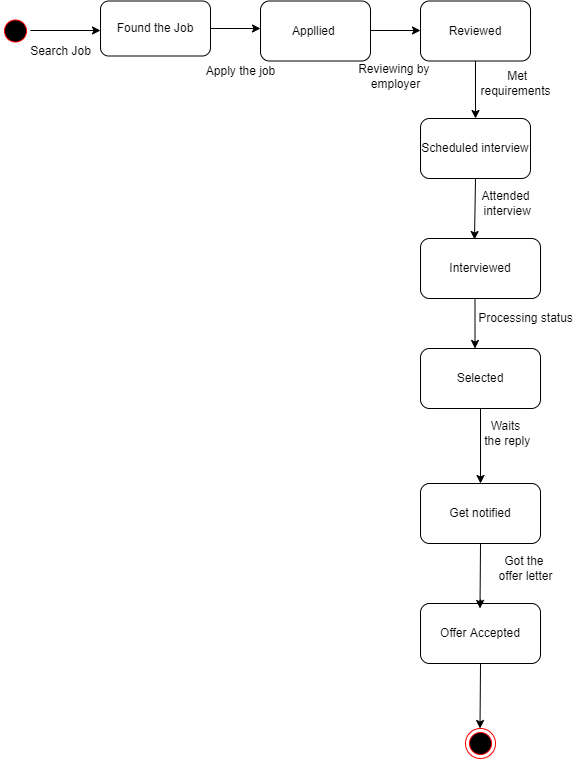 Found the Job
Appllied
Reviewed
Search Job
Apply the job
Reviewing by
employer
Met
requirements
Scheduled interview
Attended
interview
Interviewed
Processing status
Selected
Waits
the reply
Get notified
Got the
offer letter
Offer Accepted